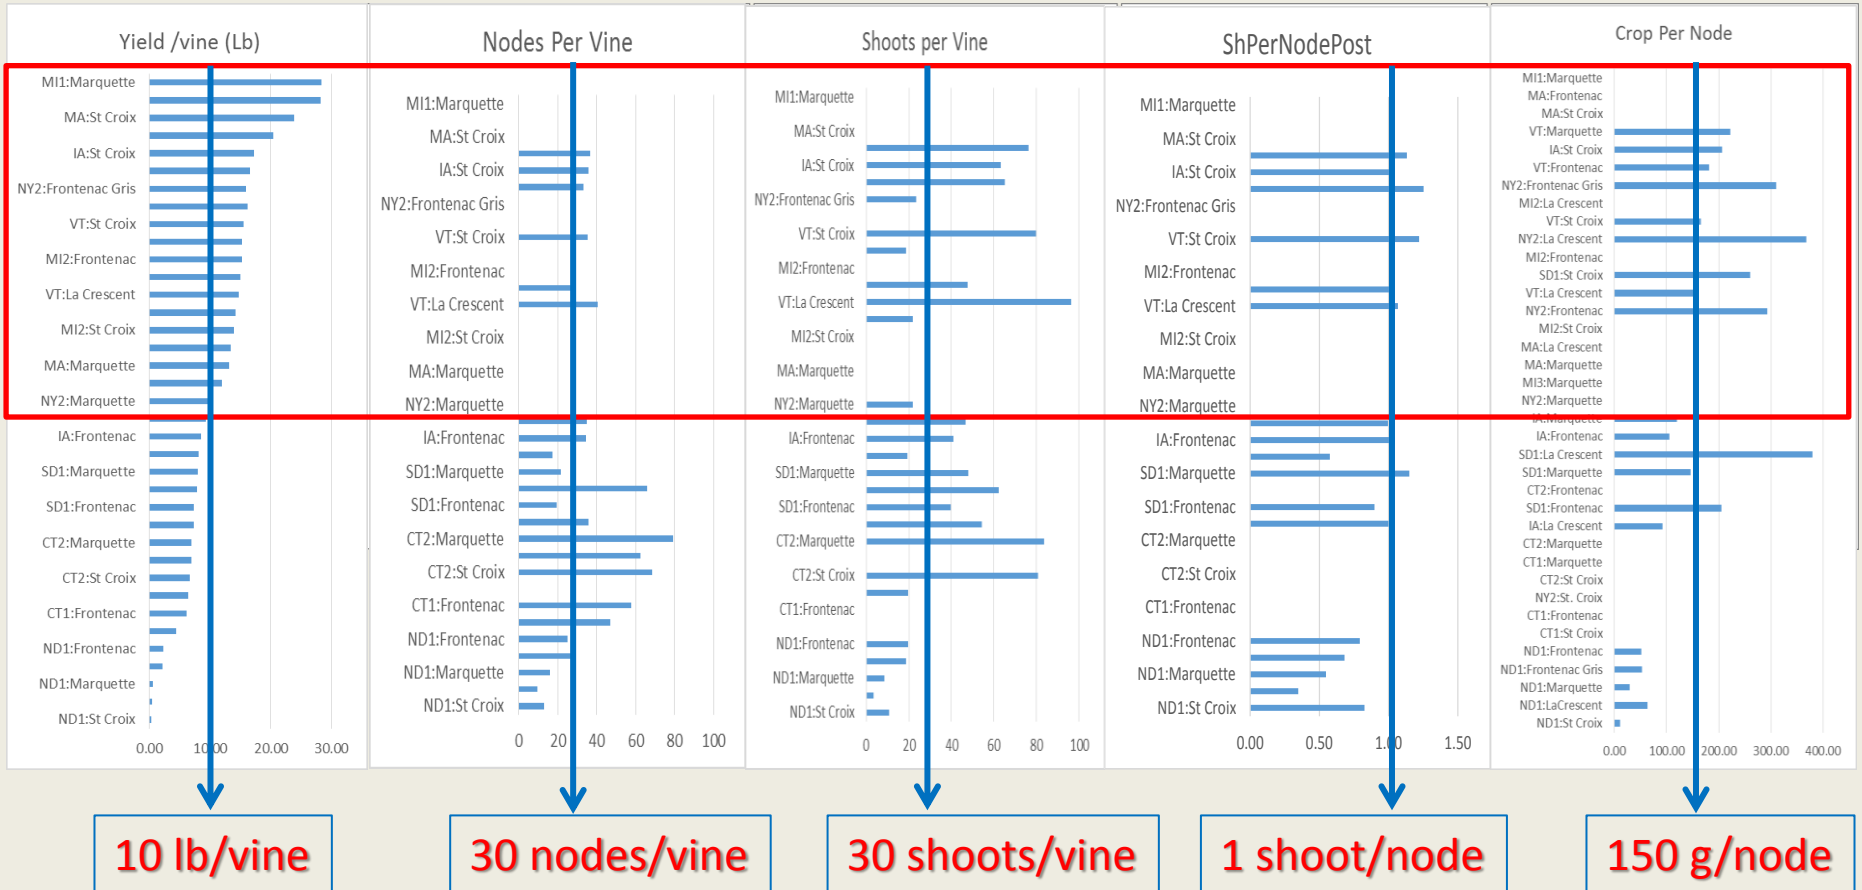 Yield /vine (Lb)
MI1:Marquette
MA:St Croix
IA:St Croix
NY2:Frontenac Gris
VT:St Croix
MI2:Frontenac
VT:La Crescent
MI2:St Croix
MA:Marquette
NY2:Marquette
IA:Frontenac
SD1:Marquette
SD1:Frontenac
CT2:Marquette
CT2:St Croix
CT1:Frontenac
ND1:Frontenac
ND1:Marquette
ND1:St Croix
0.00 10.00 20.00 30.00
10 lb/vine
Nodes Per Vine
MI1:Marquette
MA:St Croix
IA:St Croix
NY2:Frontenac Gris
VT:St Croix
MI2:Frontenac
VT:La Crescent
MI2:St Croix
MA:Marquette
NY2:Marquette
IA:Frontenac
SD1:Marquette
SD1:Frontenac
CT2:Marquette
CT2:St Croix
CT1:Frontenac
ND1:Frontenac
ND1:Marquette
ND1:St Croix
0 20 40 60 80 100
30 nodes/vine
Shoots per Vine
MI1:Marquette
MA:St Croix
IA:St Croix
NY2:Frontenac Gris
VT:St Croix
MI2:Frontenac
VT:La Crescent
MI2:St Croix
MA:Marquette
NY2:Marquette
IA:Frontenac
SD1:Marquette
SD1:Frontenac
CT2:Marquette
CT2:St Croix
CT1:Frontenac
ND1:Frontenac
ND1:Marquette
ND1:St Croix
0 20 40 60 80 100
30 shoots/vine
ShPerNodePost
MI1:Marquette
MA:St Croix
IA:St Croix
NY2:Frontenac Gris
VT:St Croix
MI2:Frontenac
VT:La Crescent
MI2:St Croix
MA:Marquette
NY2:Marquette
IA:Frontenac
SD1:Marquette
SD1:Frontenac
CT2:Marquette
CT2:St Croix
CT1:Frontenac
ND1:Frontenac
ND1:Marquette
ND1:St Croix
0.00 0.50 1.00 1.50
1 shoot/node
Crop Per Node
MI1:Marquette
MA:Frontenac
MA:St Croix
VT:Marquette
IA:St Croix
VT:Frontenac
NY2:Frontenac Gris
MI2:La Crescent
VT:St Croix
NY2:La Crescent
MI2:Frontenac
SD1:St Croix
VT:La Crescent
NY2:Frontenac
MI2:St Croix
MA:La Crescent
MA:Marquette
MI3:Marquette
NY2:Marquette
IA:Marquette
IA:Frontenac
SD1:La Crescent
SD1:Marquette
CT2:Frontenac
SD1:Frontenac
IA:La Crescent
CT2:Marquette
CT1:Marquette
CT2:St Croix
NY2:St. Croix
CT1:Frontenac
CT1:St Croix
ND1:Frontenac
ND1:Frontenac Gris
ND1:Marquette
ND1:LaCrescent
ND1:St Croix
0.00 100.00 200.00 300.00 400.00
150 g/node